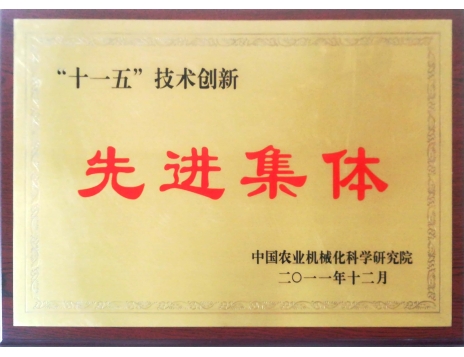 “十一五”技术创新
先进集体
中国农业机械化科学研究院
二〇一一年十二月